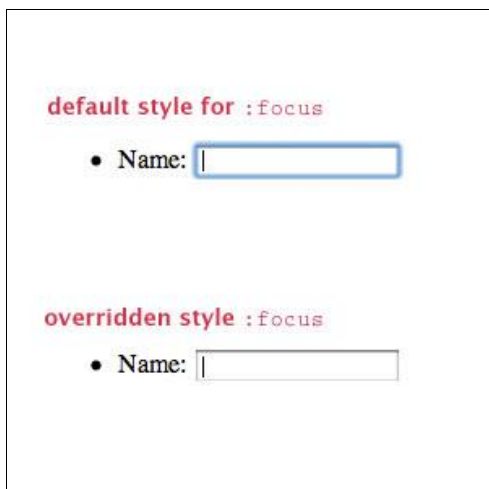 default style for :focus
• Name:
overridden style :focus
• Name: